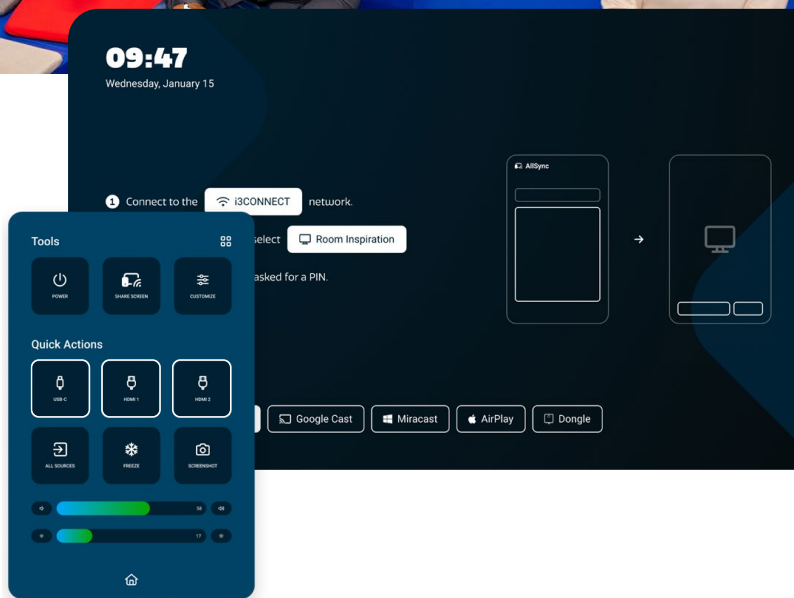 09:47
Wednesday, January 15
AllSync
1 Connect to the i3CONNECT network.
select Room Inspiration
asked for a PIN.
Google Cast
Miracast
AirPlay
Dongle
Tools
POWER
SHARE SCREEN
CUSTOMIZE
Quick Actions
USB-C
HDMI 1
HDMI 2
ALL SOURCES
FREEZE
SCREENSHOT
58
17